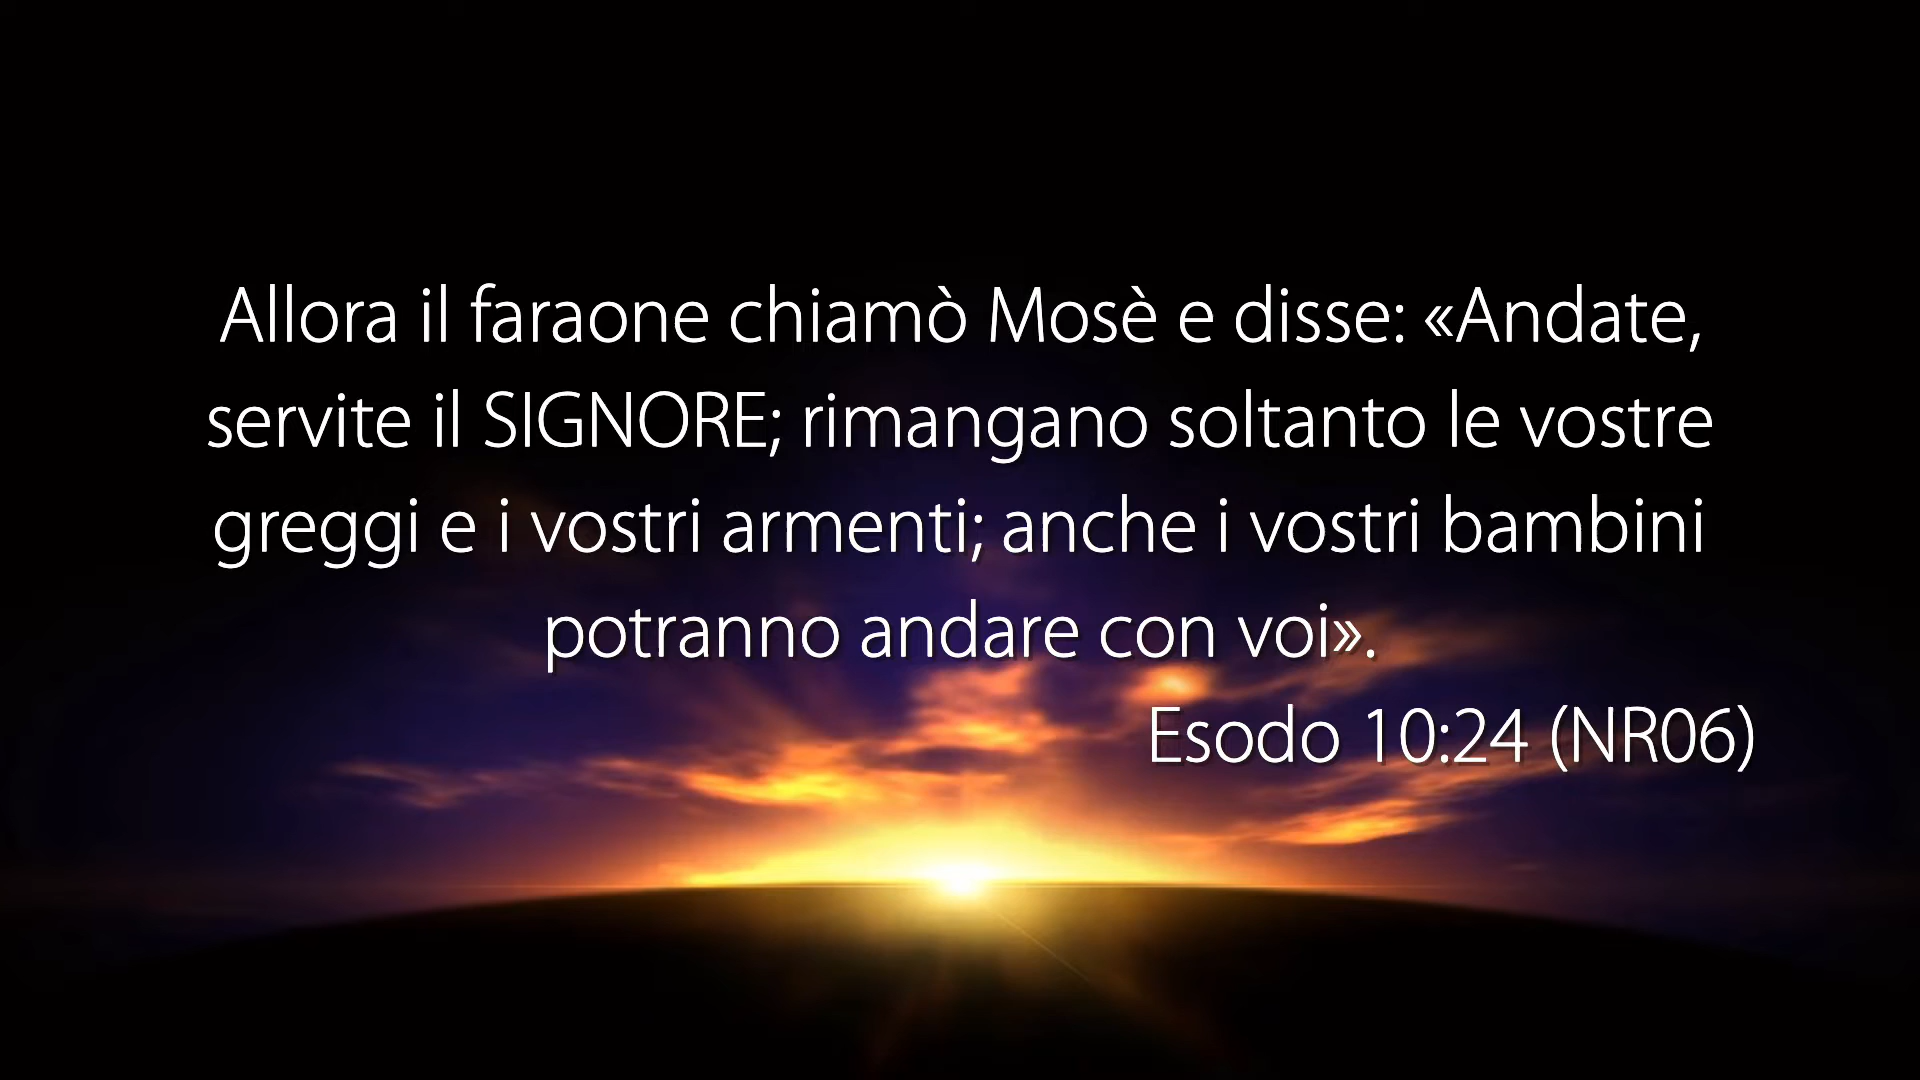 Allora il faraone chiamò Mosè e disse: «Andate,
servite il SIGNORE; rimangano soltanto le vostre
greggi e i vostri armenti; anche i vostri bambini
potranno andare con voi».
Esodo 10:24 (NR06)